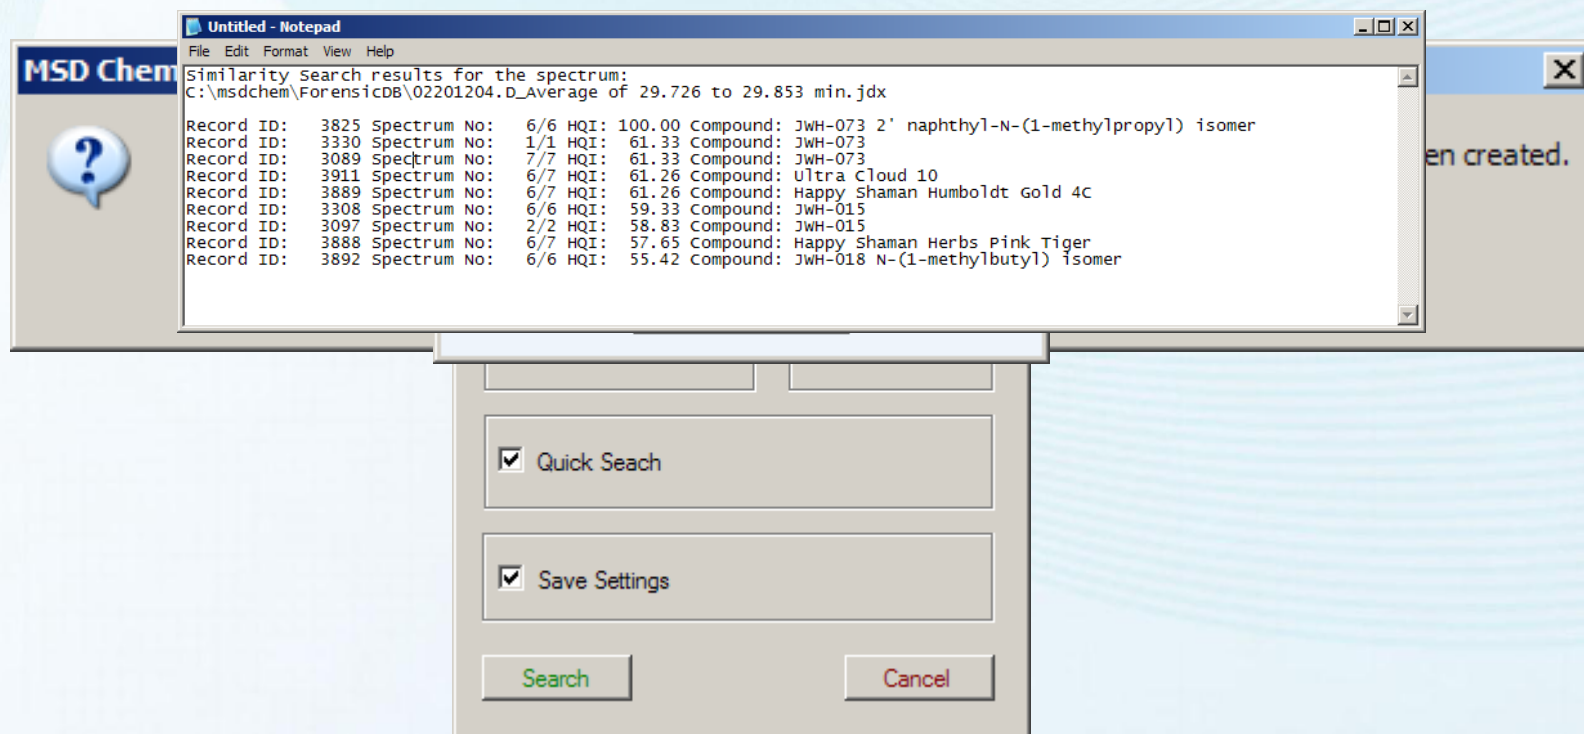 Untitled - Notepad
File Edit Format View Help
MSD Chem
Similarity Search results for the spectrum:
C:\msdchem\ForensicDB\02201204.D_Average of 29.726 to 29.853 min.jdx
Record ID: 3825 Spectrum No: 6/6 HQI: 100.00 Compound: JWH-073 2' naphthyl-N-(1-methylpropyl) isomer
Record ID: 3330 Spectrum No: 1/1 HQI: 61.33 Compound: JWH-073
Record ID: 3089 Spectrum No: 7/7 HQI: 61.33 Compound: JWH-073
Record ID: 3911 Spectrum No: 6/7 HQI: 61.26 Compound: Ultra Cloud 10
Record ID: 3889 Spectrum No: 6/7 HQI: 61.26 Compound: Happy Shaman Humboldt Gold 4C
Record ID: 3308 Spectrum No: 6/6 HQI: 59.33 Compound: JWH-015
Record ID: 3097 Spectrum No: 2/2 HQI: 58.83 Compound: JWH-015
Record ID: 3888 Spectrum No: 6/7 HQI: 57.65 Compound: Happy Shaman Herbs Pink Tiger
Record ID: 3892 Spectrum No: 6/6 HQI: 55.42 Compound: JWH-018 N-(1-methylbutyl) isomer
en created.
Quick Seach
Save Settings
Search
Cancel